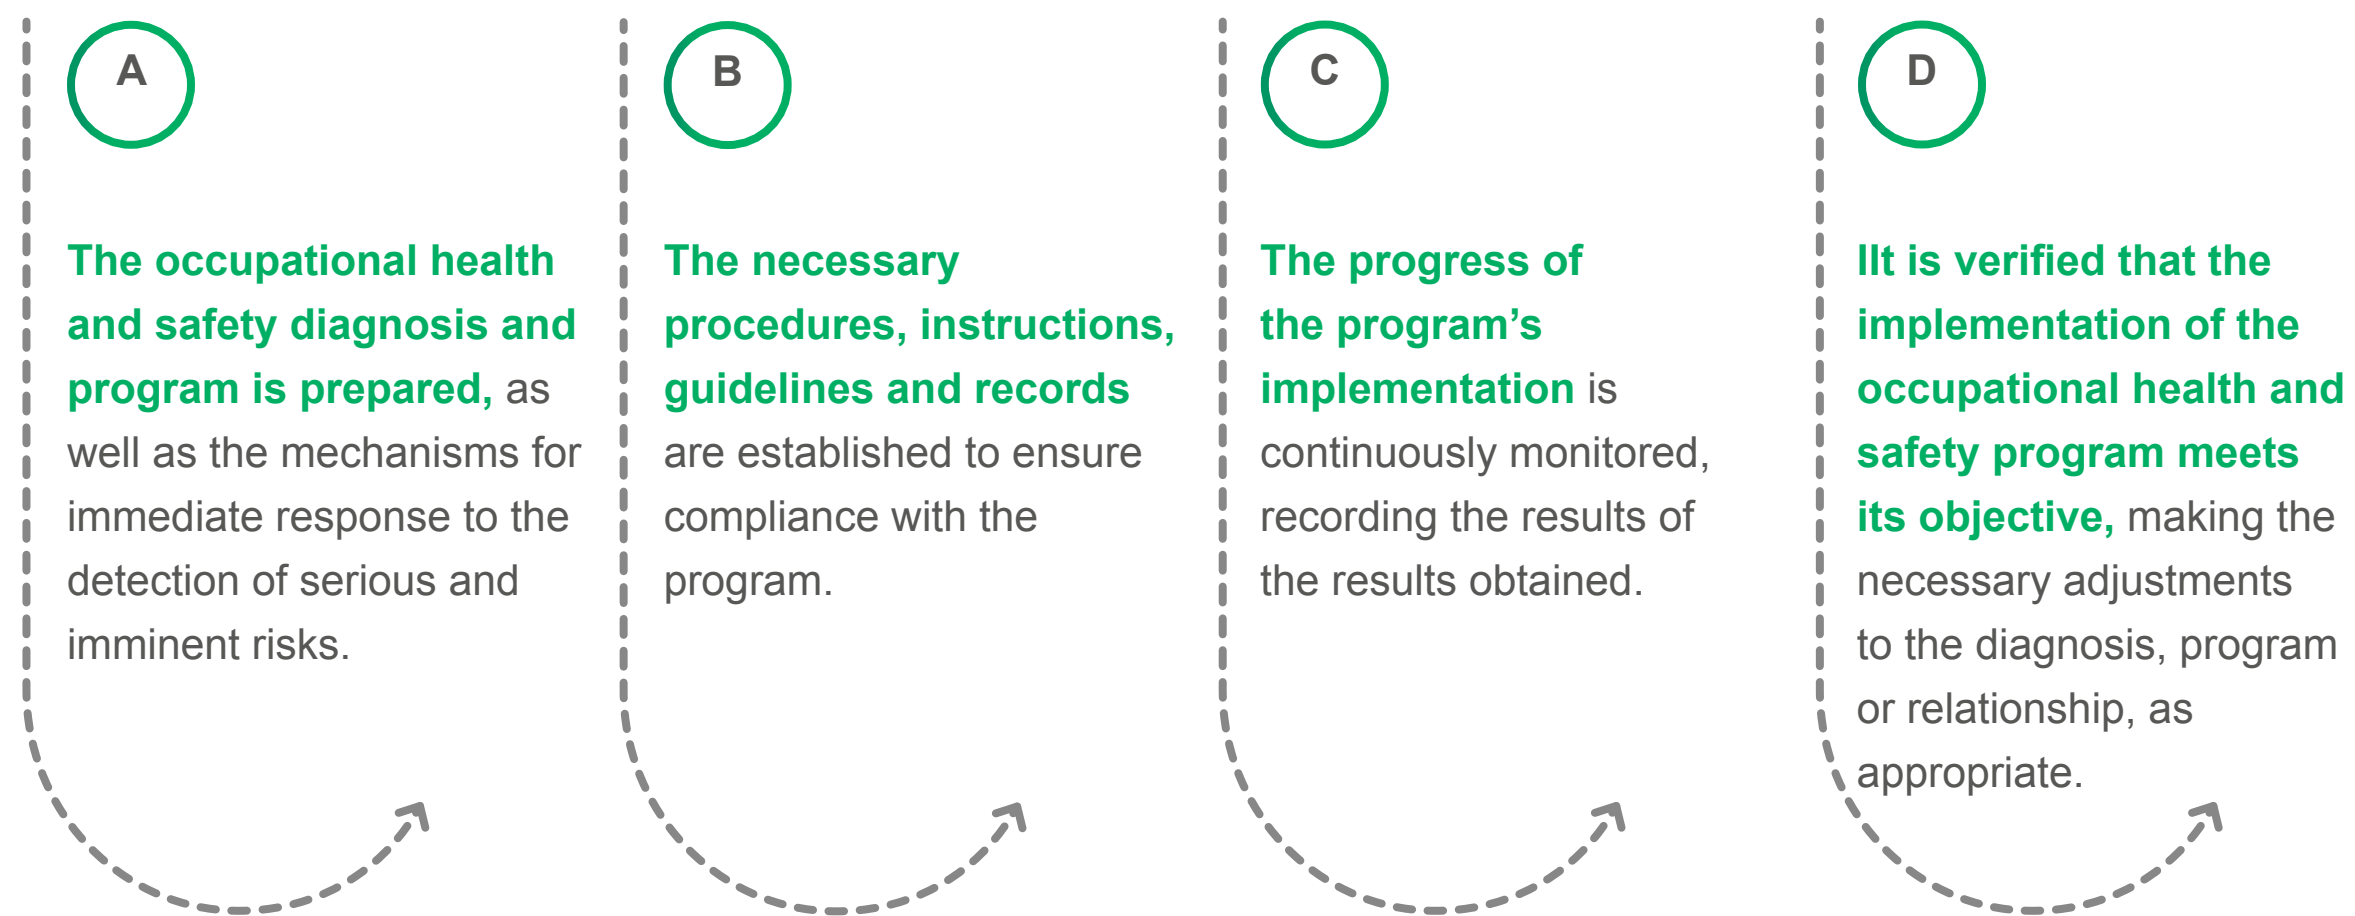 A
The occupational health
and safety diagnosis and
program is prepared, as
well as the mechanisms for
immediate response to the
detection of serious and
imminent risks.
B
The necessary
procedures, instructions,
guidelines and records
are established to ensure
compliance with the
program.
C
The progress of
the program’s
implementation is
continuously monitored,
recording the results of
the results obtained.
D
IIt is verified that the
implementation of the
occupational health and
safety program meets
its objective, making the
necessary adjustments
to the diagnosis, program
or relationship, as
appropriate.